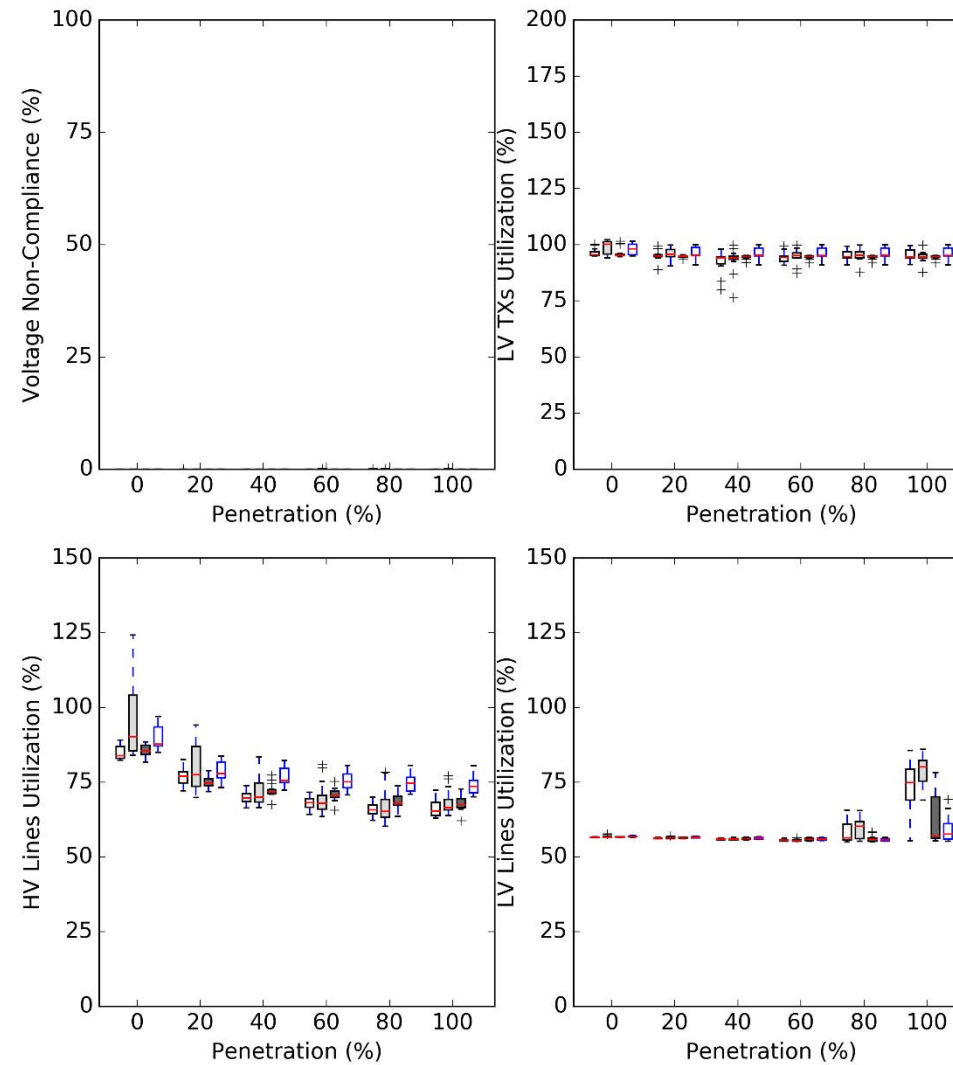 Voltage Non-Compliance (%)
100
75
50
25
0
0 20 40 60 80 100
Penetration (%)
LV TXs Utilization (%)
200
175
150
125
100
75
50
25
0
0 20 40 60 80 100
Penetration (%)
HV Lines Utilization (%)
150
125
100
75
50
25
0
0 20 40 60 80 100
Penetration (%)
LV Lines Utilization (%)
150
125
100
75
50
25
0
0 20 40 60 80 100
Penetration (%)